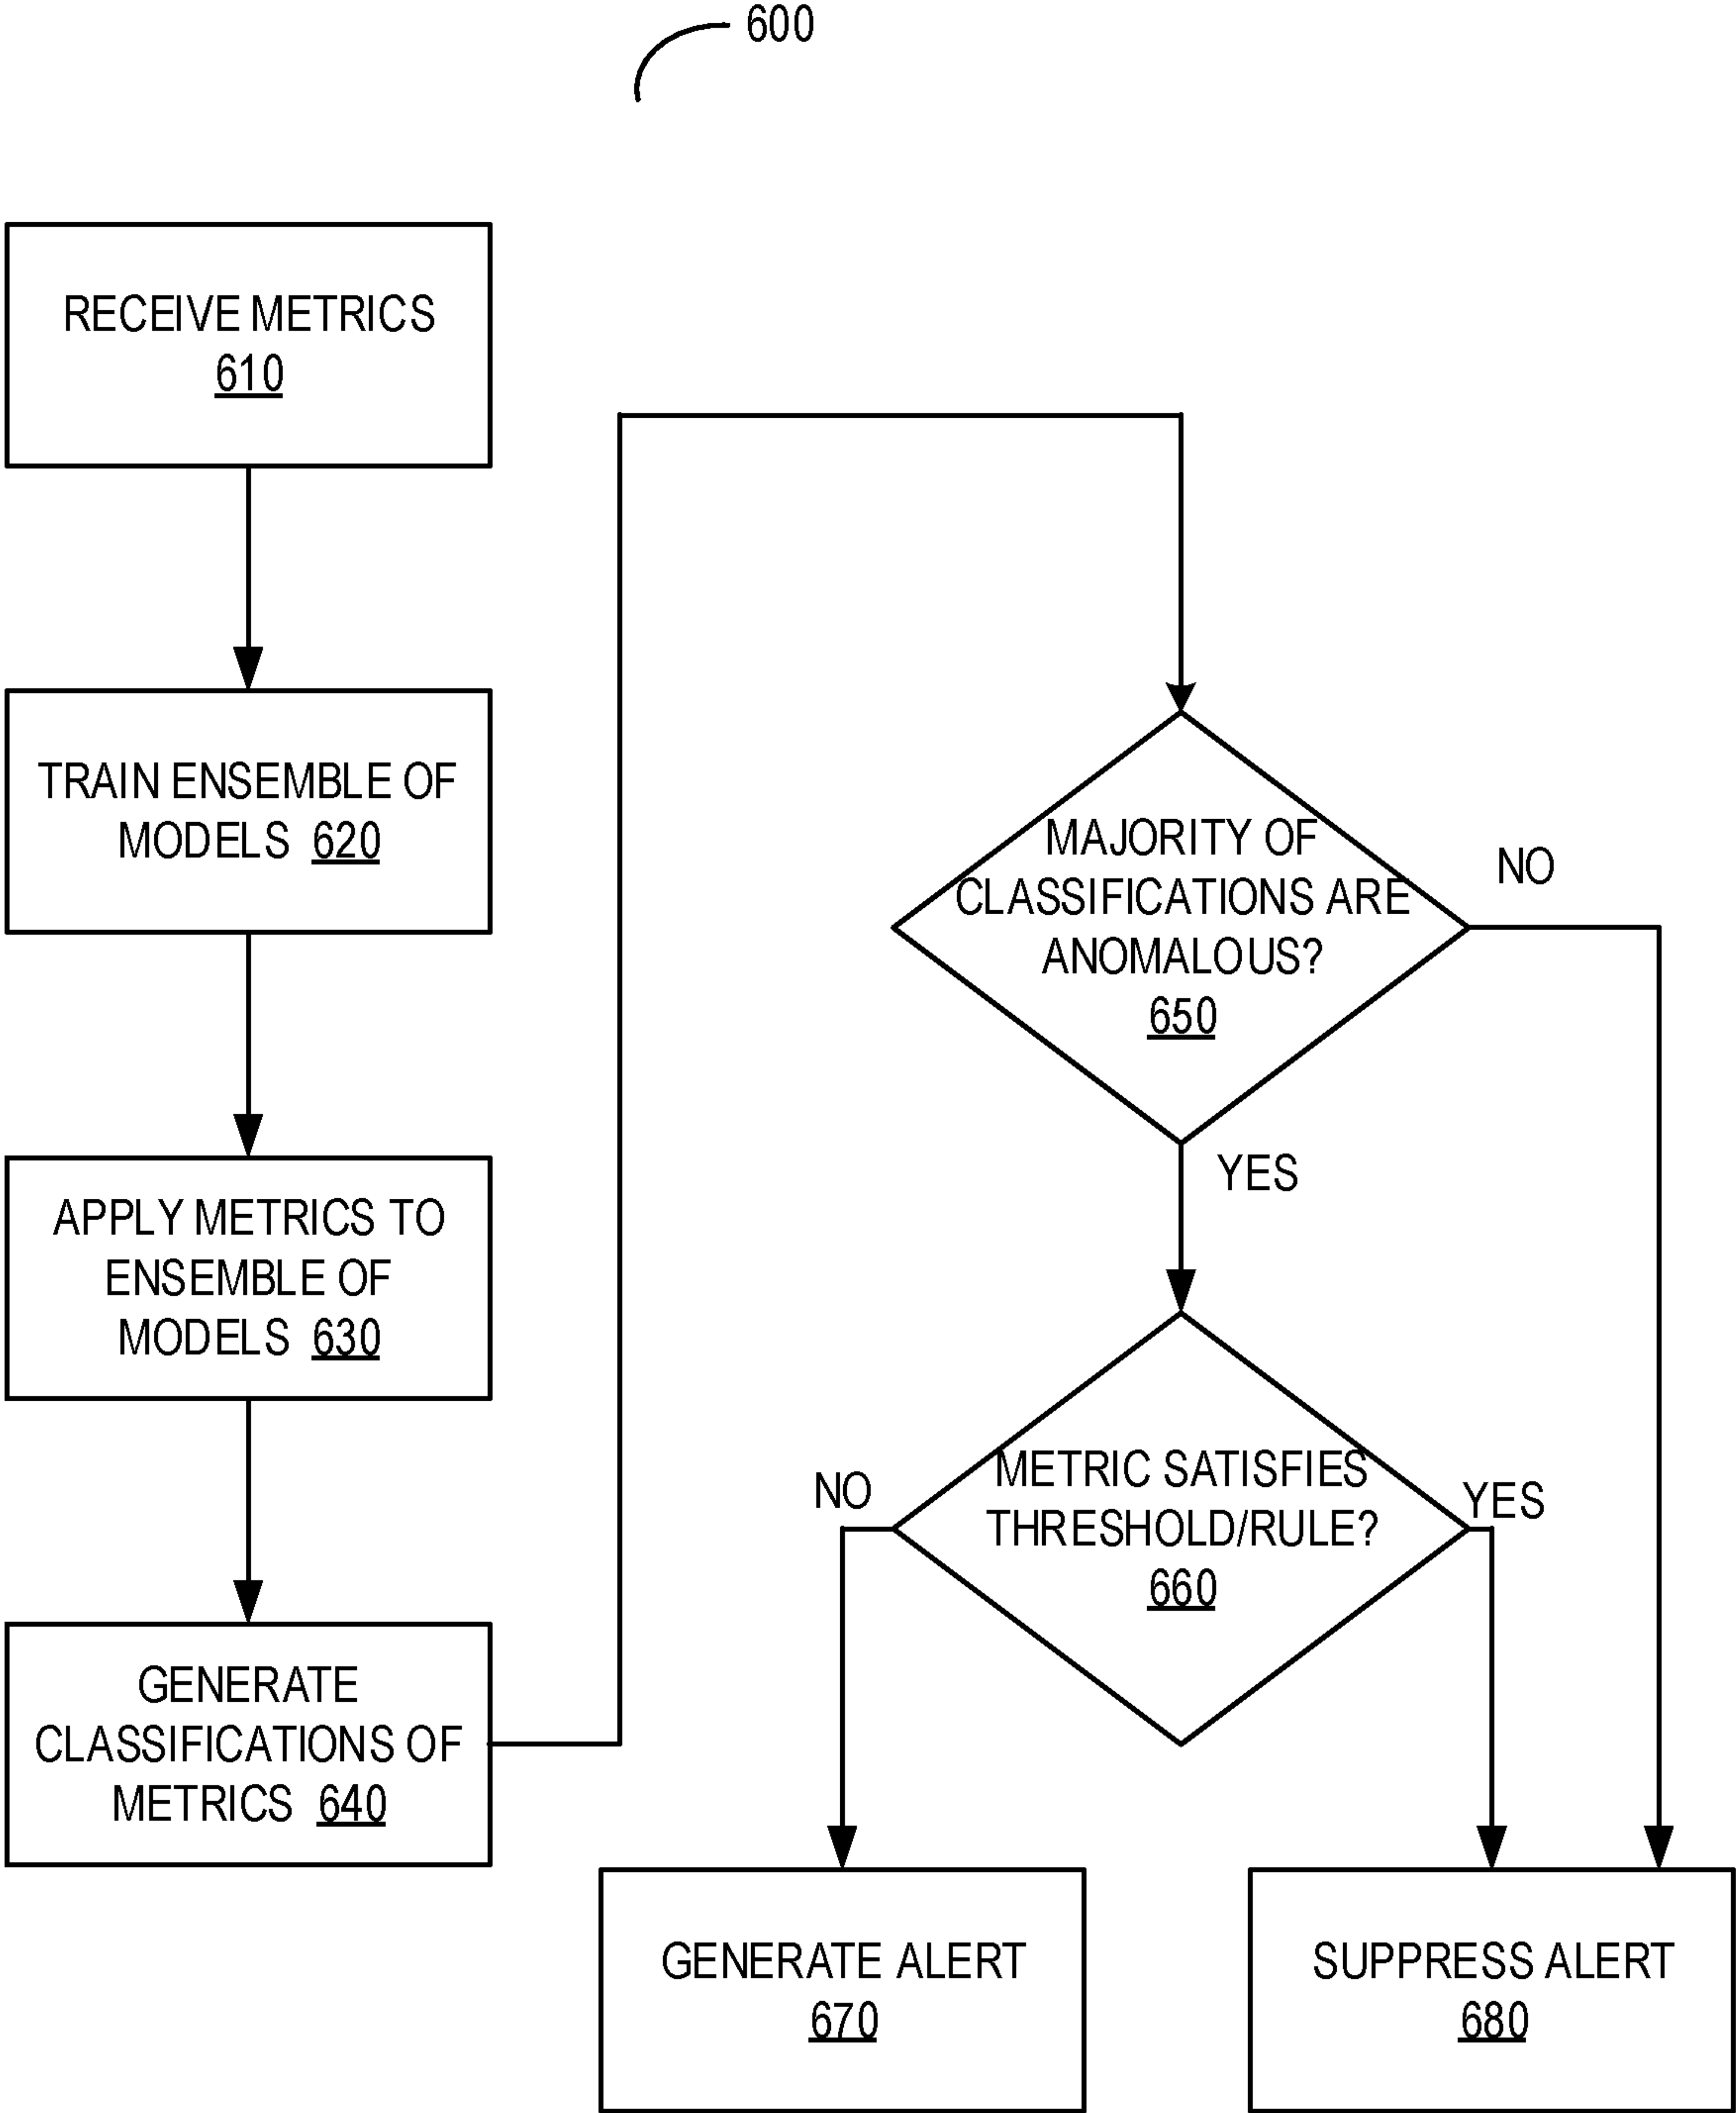 600
RECEIVE METRICS
610
TRAIN ENSEMBLE OF
MODELS 620
APPLY METRICS TO
ENSEMBLE OF
MODELS 630
GENERATE
CLASSIFICATIONS OF
METRICS 640
MAJORITY OF
CLASSIFICATIONS ARE
ANOMALOUS?
650
NO
YES
METRIC SATISFIES
THRESHOLD/RULE?
660
NO
YES
GENERATE ALERT
670
SUPPRESS ALERT
680